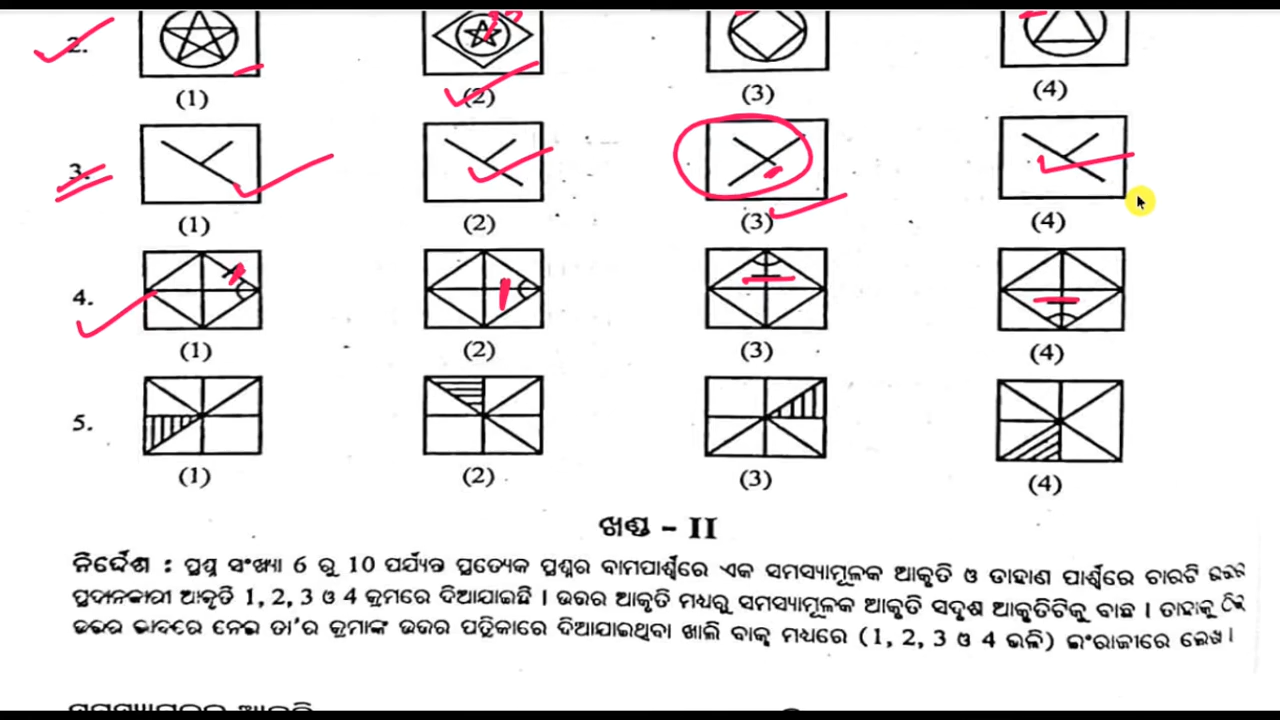 2.
(1) (2) (3) (4)
3.
(1) (2) (3) (4)
4.
(1) (2) (3) (4)
5.
(1) (2) (3) (4)
ଖଣ୍ଡ - II
ନିର୍ଦ୍ଦେଶ : ପ୍ରଶ୍ନ ସଂଖ୍ୟା 6 ରୁ 10 ପର୍ଯ୍ୟନ୍ତ ପ୍ରତ୍ୟେକ ପ୍ରଶ୍ନର ବାମପାର୍ଶ୍ୱରେ ଏକ ସମସ୍ୟାମୂଳକ ଆକୃତି ଓ ତାହାଣ ପାର୍ଶ୍ୱରେ ଚାରଟି ଉତ୍ତର
ପ୍ରଦାନକାରୀ ଆକୃତି 1, 2, 3 ଓ 4 କ୍ରମରେ ଦିଆଯାଇଛି । ଉତ୍ତର ଆକୃତି ମଧ୍ୟରୁ ସମସ୍ୟାମୂଳକ ଆକୃତି ସଦୃଶ ଆକୃତିଟିକୁ ବାଛ । ତାହାକୁ ଠିକ୍
ଉତ୍ତର ଭାବରେ ନେଇ ତା'ର କ୍ରମାଙ୍କ ଉତ୍ତର ପତ୍ରିକାରେ ଦିଆଯାଇଥିବା ଖାଲି ବାକ୍ସ ମଧ୍ୟରେ (1, 2, 3 ଓ 4 ଭଳି) ଇଂରାଜୀରେ ଲେଖ ।